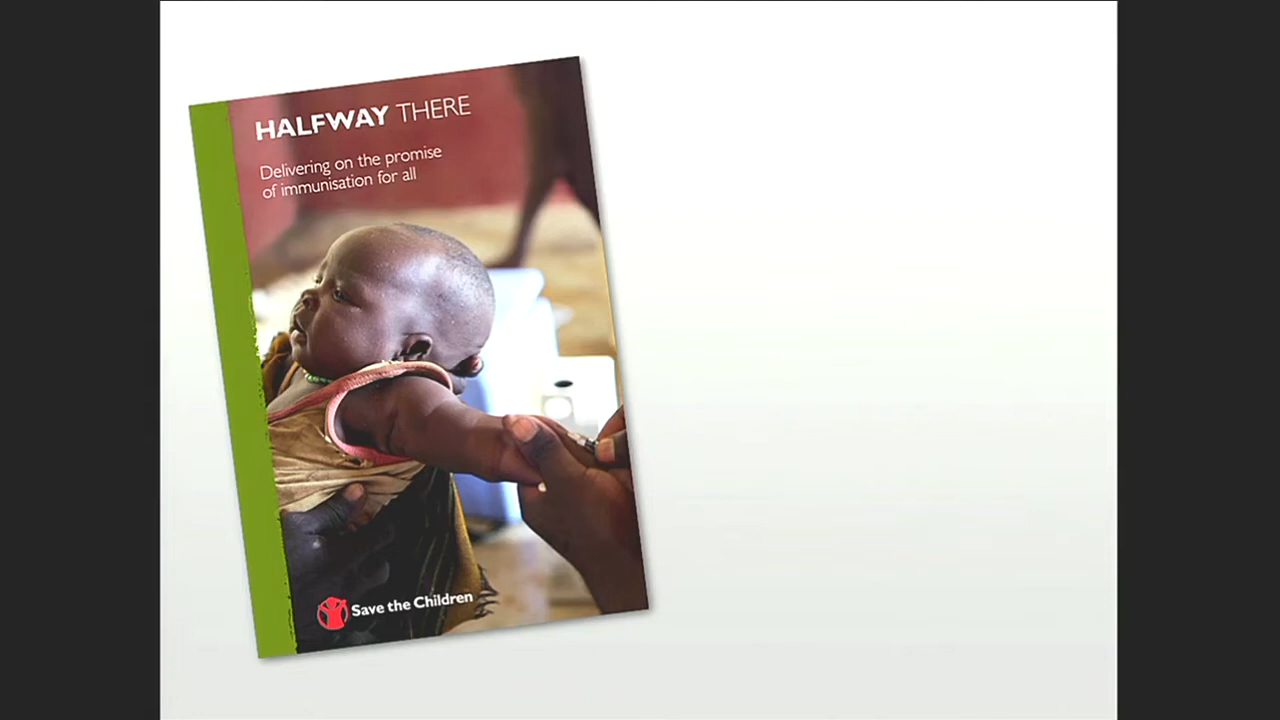 HALFWAY THERE
Delivering on the promise
of immunisation for all
Save the Children